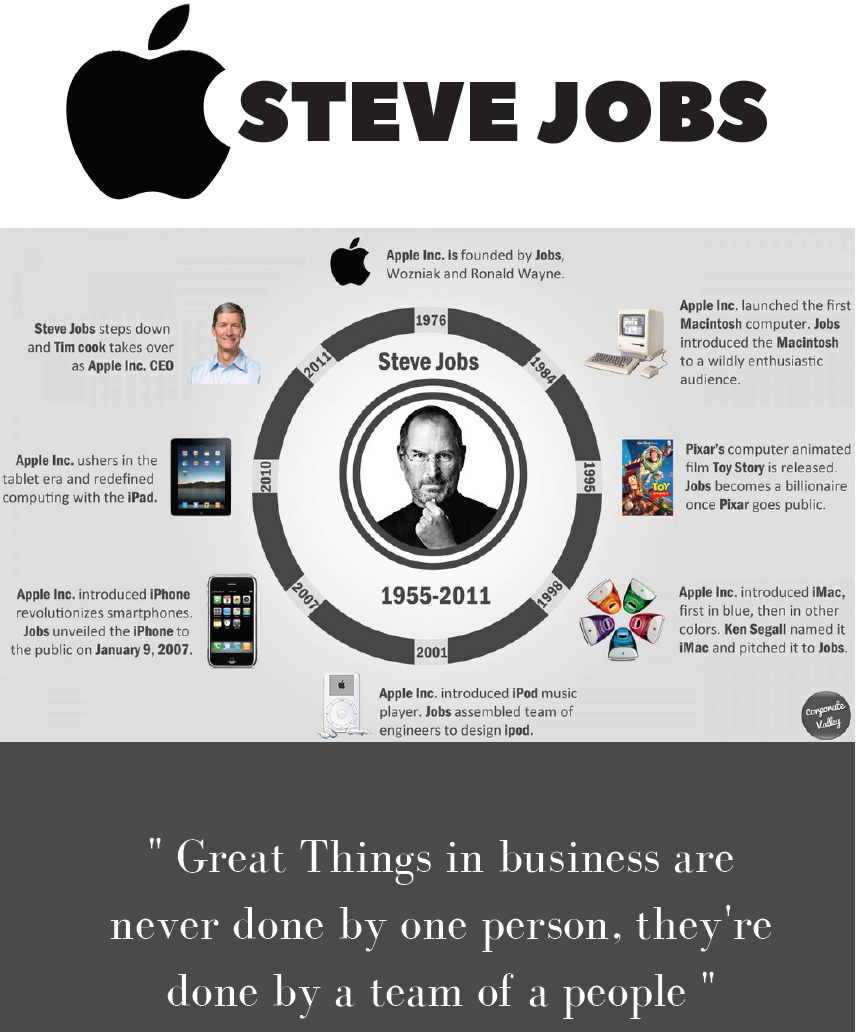 STEVE JOBS
Apple Inc. is founded by Jobs,
Wozniak and Ronald Wayne.
1976
Steve Jobs
1955-2011
1984
Apple Inc. launched the first
Macintosh computer. Jobs
introduced the Macintosh
to a wildly enthusiastic
audience.
1995
Pixar's computer animated
film Toy Story is released.
Jobs becomes a billionaire
once Pixar goes public.
TOY
STORY
1998
Apple Inc. introduced iMac,
first in blue, then in other
colors. Ken Segall named it
iMac and pitched it to Jobs.
2001
Apple Inc. introduced iPod music
player. Jobs assembled team of
engineers to design ipod.
2007
Apple Inc. introduced iPhone
revolutionizes smartphones.
Jobs unveiled the iPhone to
the public on January 9, 2007.
2010
Apple Inc. ushers in the
tablet era and redefined
computing with the iPad.
2011
Steve Jobs steps down
and Tim cook takes over
as Apple Inc. CEO
Corporate
Valley
" Great Things in business are
never done by one person, they're
done by a team of a people "